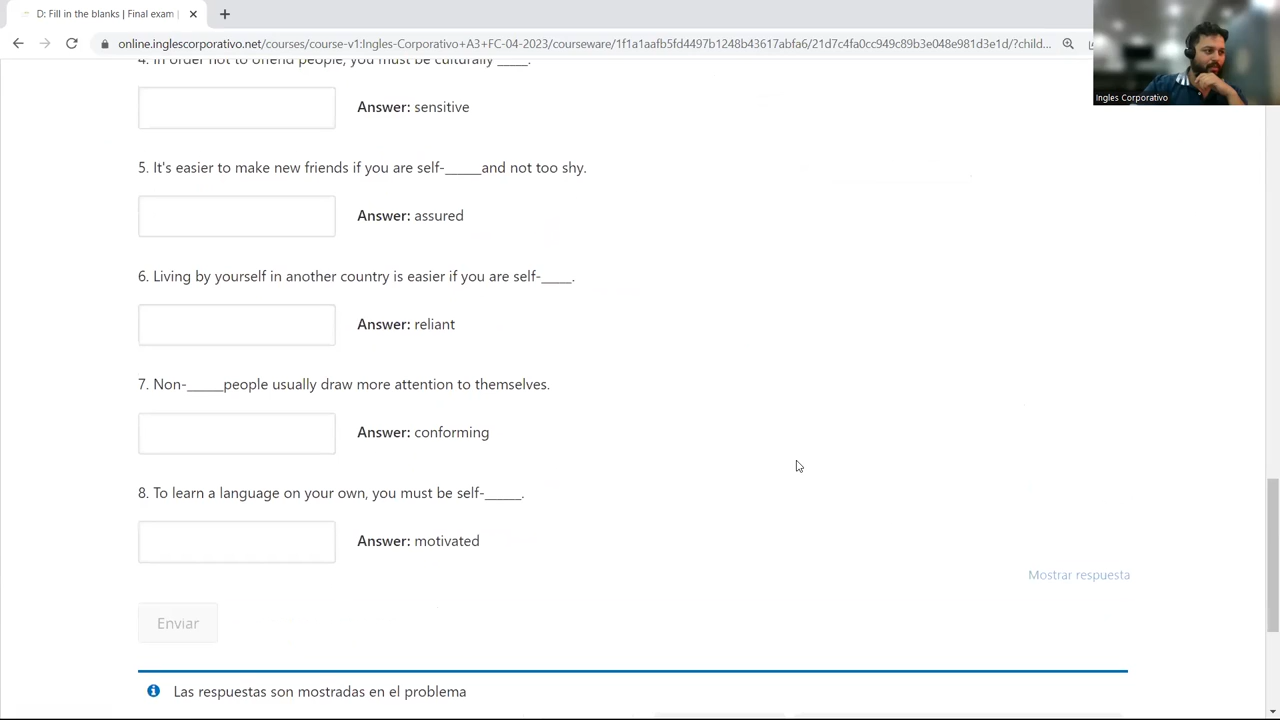 D: Fill in the blanks | Final exam |
online.inglescorporativo.net/courses/course-v1:Ingles-Corporativo+A3+FC-04-2023/courseware/1f1a1aafb5fd4497b1248b43617abfa6/21d7c4fa0cc949c89b3e048e981d3e1d/?child...
Ingles Corporativo
4. In order not to offend people, you must be culturally _____.
Answer: sensitive
5. It's easier to make new friends if you are self-_____and not too shy.
Answer: assured
6. Living by yourself in another country is easier if you are self-____.
Answer: reliant
7. Non-_____people usually draw more attention to themselves.
Answer: conforming
8. To learn a language on your own, you must be self-_____.
Answer: motivated
Mostrar respuesta
Enviar
Las respuestas son mostradas en el problema